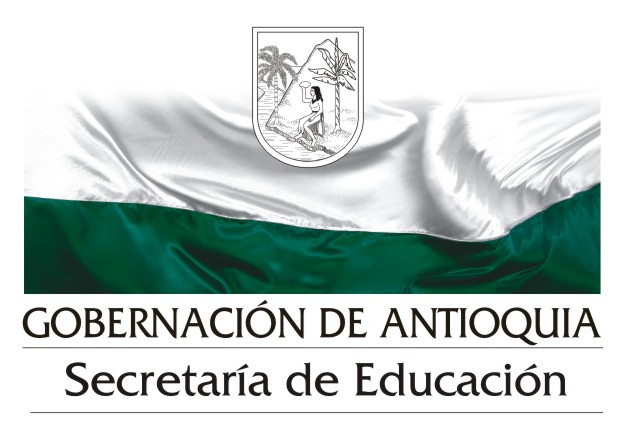 GOBERNACIÓN DE ANTIOQUIA
Secretaría de Educación